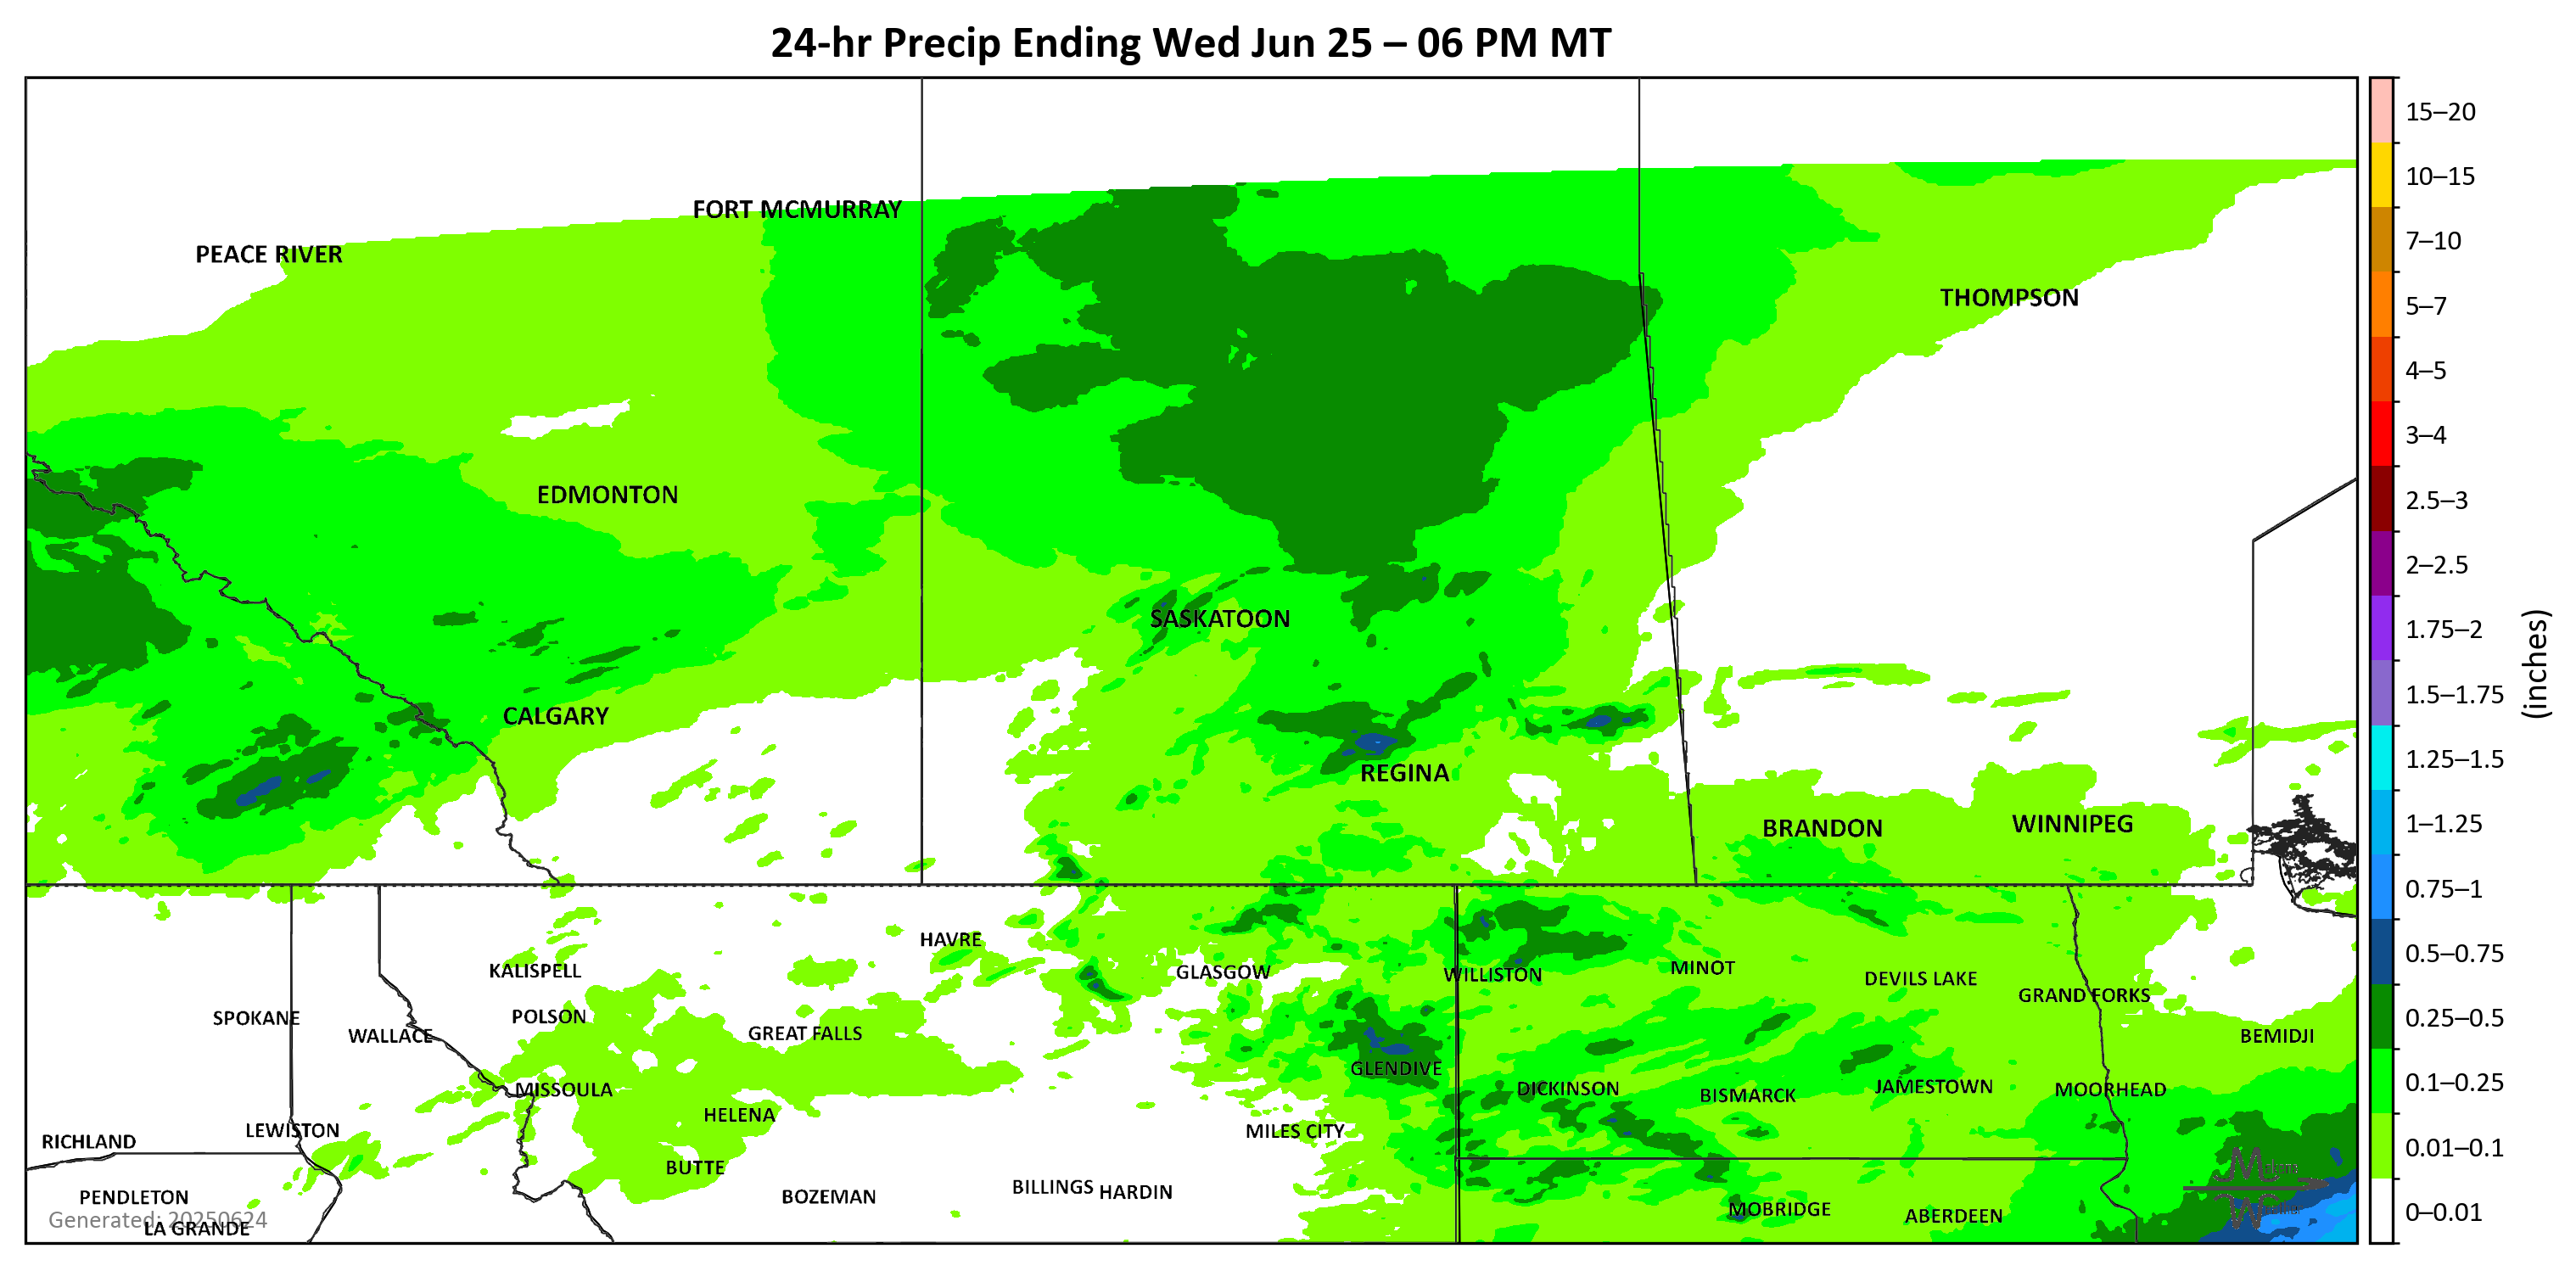 24-hr Precip Ending Wed Jun 25 – 06 PM MT
15–20
10–15
7–10
5–7
4–5
3–4
2.5–3
2–2.5
1.75–2
1.5–1.75
1.25–1.5
1–1.25
0.75–1
0.5–0.75
0.25–0.5
0.1–0.25
0.01–0.1
0–0.01
(inches)
FORT MCMURRAY
PEACE RIVER
THOMPSON
EDMONTON
SASKATOON
CALGARY
REGINA
BRANDON
WINNIPEG
HAVRE
KALISPELL
GLASGOW
WILLISTON
MINOT
DEVILS LAKE
GRAND FORKS
SPOKANE
POLSON
WALLACE
GREAT FALLS
BEMIDJI
GLENDIVE
MISSOULA
DICKINSON
BISMARCK
JAMESTOWN
MOORHEAD
HELENA
RICHLAND
LEWISTON
MILES CITY
BUTTE
PENDLETON
BOZEMAN
BILLINGS
HARDIN
MOBRIDGE
ABERDEEN
Generated: 20250624
LA GRANDE